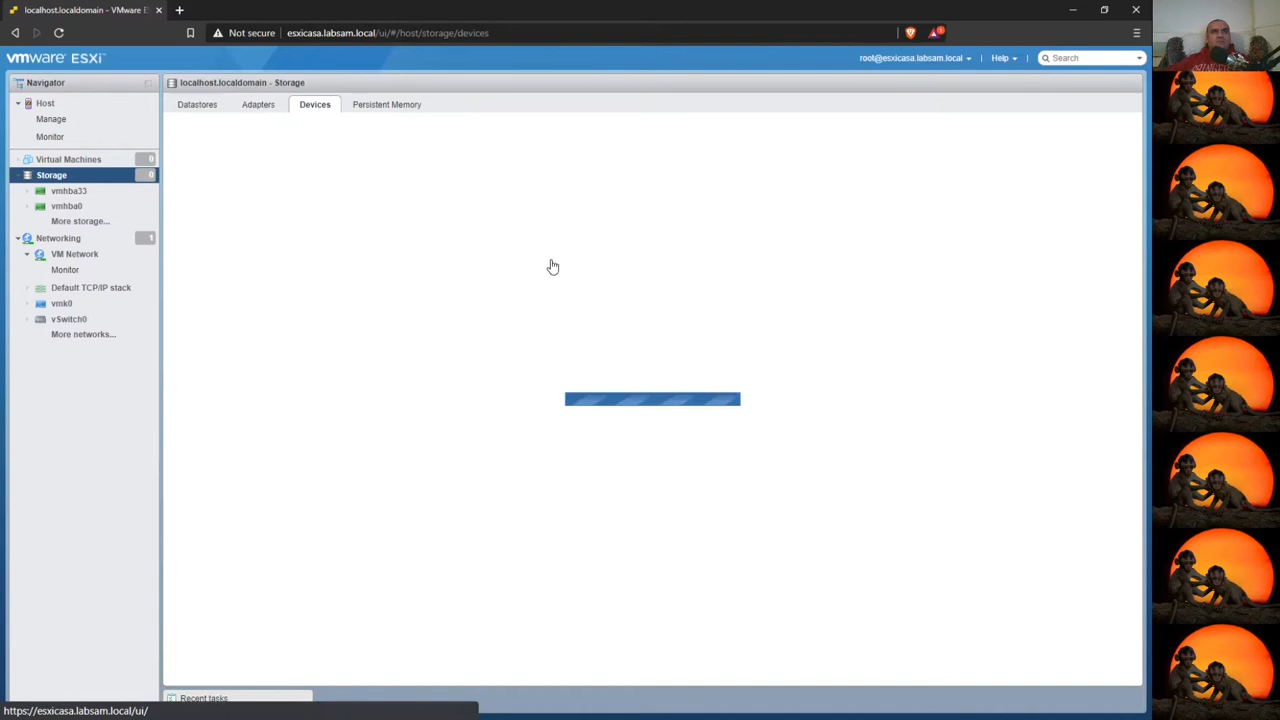 localhost.localdomain - VMware E
Not secure
esxicasa.labsam.local/ui/#/host/storage/devices
vmware ESXi
root@esxicasa.labsam.local
Help
Search
Navigator
localhost.localdomain - Storage
Host
Manage
Monitor
Virtual Machines
0
Storage
0
vmhba33
vmhba0
More storage...
Networking
1
VM Network
Monitor
Default TCP/IP stack
vmk0
vSwitch0
More networks...
Datastores
Adapters
Devices
Persistent Memory
Recent tasks
https://esxicasa.labsam.local/ui/